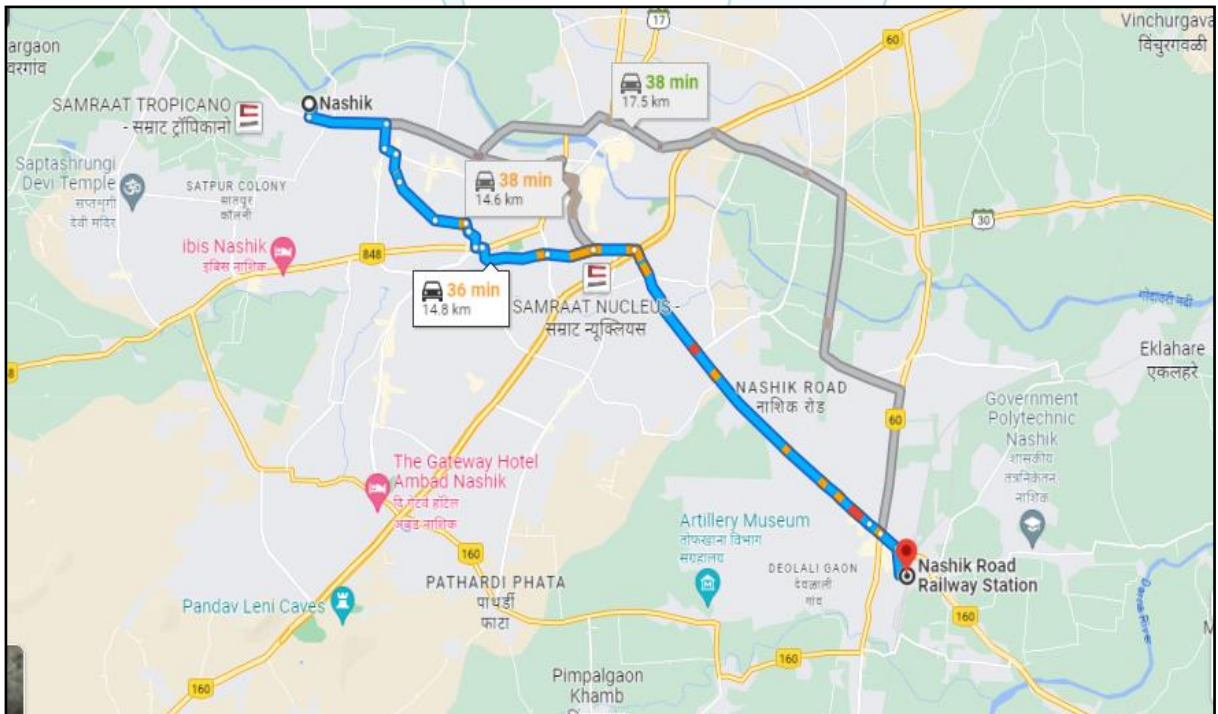 17
Vinchurgava
विंचुरगवळी
argaon
वरगांव
60
38 min
17.5 km
SAMRAAT TROPICANO
- सम्राट ट्रॉपिकानो
Nashik
Saptashrungi
Devi Temple
सप्तशृंगी
देवी मंदिर
SATPUR COLONY
सातपुर
कॉलनी
38 min
14.6 km
30
ibis Nashik
इबिस नाशिक
848
36 min
14.8 km
SAMRAAT NUCLEUS -
सम्राट न्यूक्लियस
गोदावरी नदी
Eklahare
एकलहरे
8
NASHIK ROAD
नाशिक रोड
60
Government
Polytechnic
Nashik
शासकीय
तंत्रनिकेतन,
नाशिक
The Gateway Hotel
Ambad Nashik
दि गेटवे हॉटेल
अंबड नाशिक
Artillery Museum
तोफखाना विभाग
संग्रहालय
160
DEOLALI GAON
देवळाली
गांव
Nashik Road
Railway Station
PATHARDI PHATA
पाथर्डी
फाटा
Pandav Leni Caves
160
Darna River
M
160
160
Pimpalgaon
Khamb